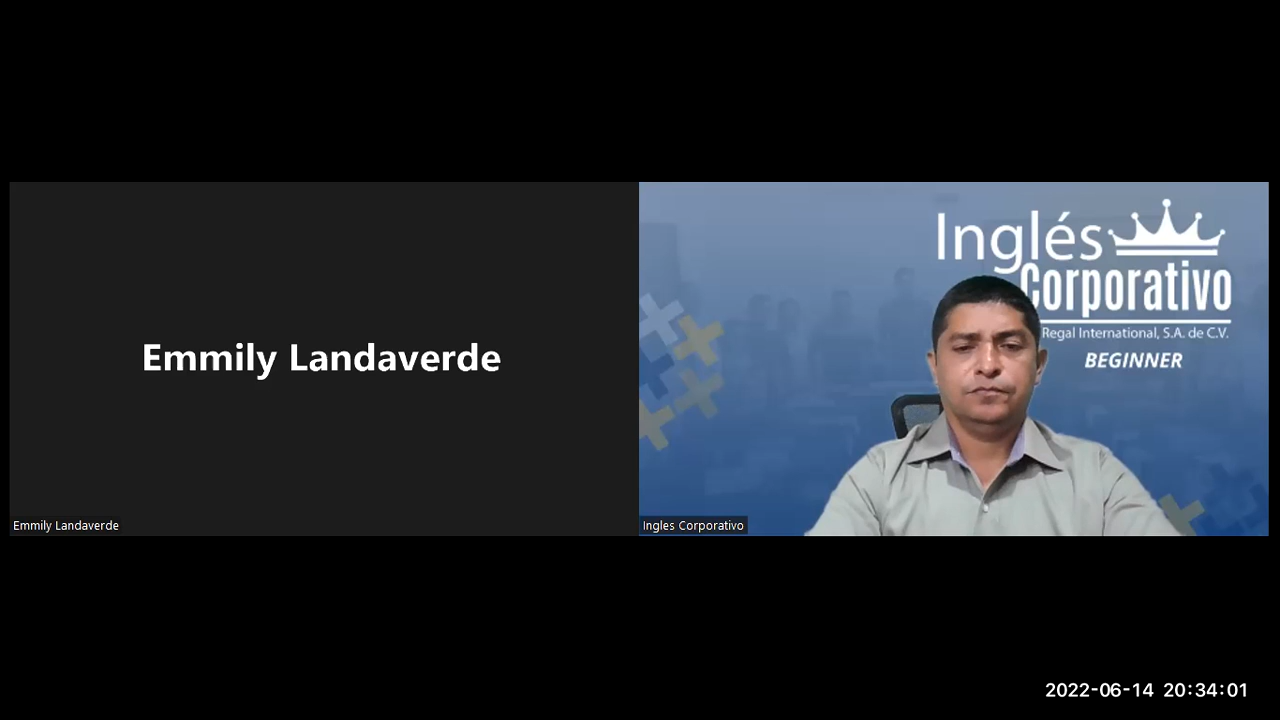 Emmily Landaverde
Emmily Landaverde
Inglés
Corporativo
Regal International, S.A. de C.V.
BEGINNER
Ingles Corporativo
2022-06-14 20:34:01